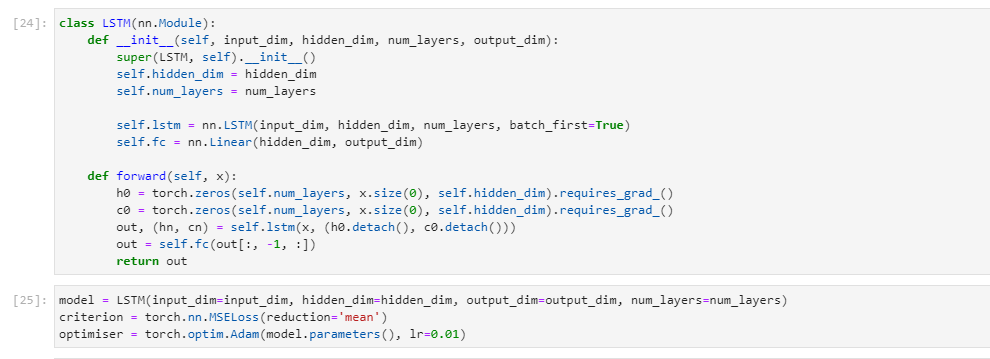 [24]: class LSTM(nn.Module):
def __init__(self, input_dim, hidden_dim, num_layers, output_dim):
super(LSTM, self).__init__()
self.hidden_dim = hidden_dim
self.num_layers = num_layers
self.lstm = nn.LSTM(input_dim, hidden_dim, num_layers, batch_first=True)
self.fc = nn.Linear(hidden_dim, output_dim)
def forward(self, x):
h0 = torch.zeros(self.num_layers, x.size(0), self.hidden_dim).requires_grad_()
c0 = torch.zeros(self.num_layers, x.size(0), self.hidden_dim).requires_grad_()
out, (hn, cn) = self.lstm(x, (h0.detach(), c0.detach()))
out = self.fc(out[:, -1, :])
return out
[25]: model = LSTM(input_dim=input_dim, hidden_dim=hidden_dim, output_dim=output_dim, num_layers=num_layers)
criterion = torch.nn.MSELoss(reduction='mean')
optimiser = torch.optim.Adam(model.parameters(), lr=0.01)